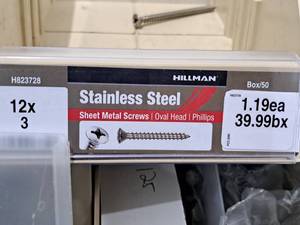 HILLMAN
H823728
Box/50
Stainless Steel
12x
3
Sheet Metal Screws | Oval Head | Phillips
1.19ea
39.99bx